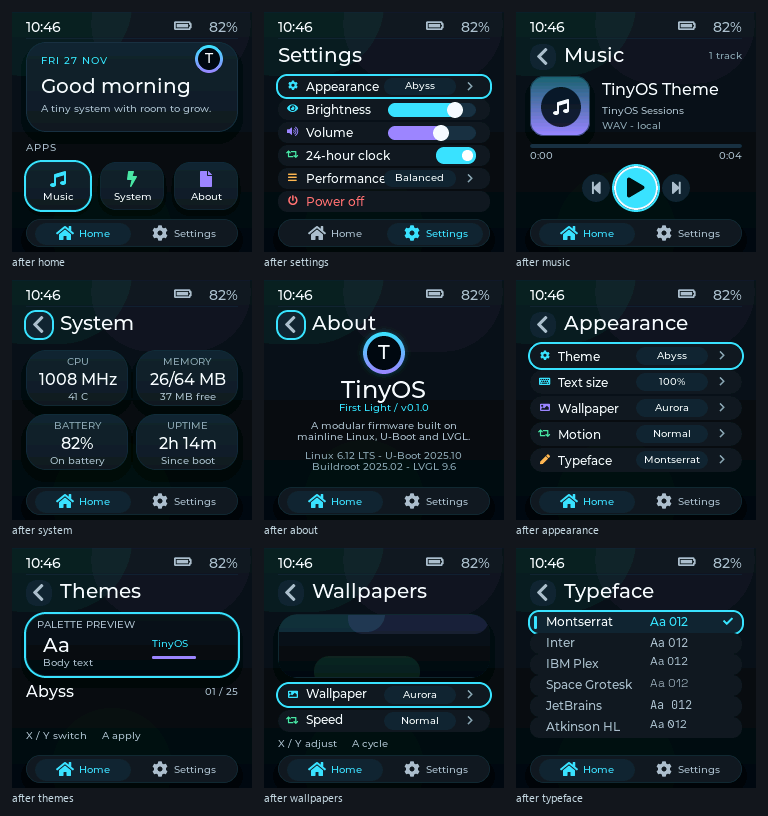 10:46 82%
FRI 27 NOV T
Good morning
A tiny system with room to grow.
APPS
Music System About
Home Settings
after home
10:46 82%
Settings
Appearance Abyss
Brightness
Volume
24-hour clock
Performance Balanced
Power off
Home Settings
after settings
10:46 82%
Music 1 track
TinyOS Theme
TinyOS Sessions
WAV - local
0:00 0:04
Home Settings
after music
10:46 82%
System
CPU MEMORY
1008 MHz 26/64 MB
41 C 37 MB free
BATTERY UPTIME
82% 2h 14m
On battery Since boot
Home Settings
after system
10:46 82%
About
T
TinyOS
First Light / v0.1.0
A modular firmware built on
mainline Linux, U-Boot and LVGL.
Linux 6.12 LTS - U-Boot 2025.10
Buildroot 2025.02 - LVGL 9.6
Home Settings
after about
10:46 82%
Appearance
Theme Abyss
Text size 100%
Wallpaper Aurora
Motion Normal
Typeface Montserrat
Home Settings
after appearance
10:46 82%
Themes
PALETTE PREVIEW
Aa TinyOS
Body text
Abyss 01 / 25
X / Y switch A apply
Home Settings
after themes
10:46 82%
Wallpapers
Wallpaper Aurora
Speed Normal
X / Y adjust A cycle
Home Settings
after wallpapers
10:46 82%
Typeface
Montserrat Aa 012
Inter Aa 012
IBM Plex Aa 012
Space Grotesk Aa 012
JetBrains Aa 012
Atkinson HL Aa 012
Home Settings
after typeface